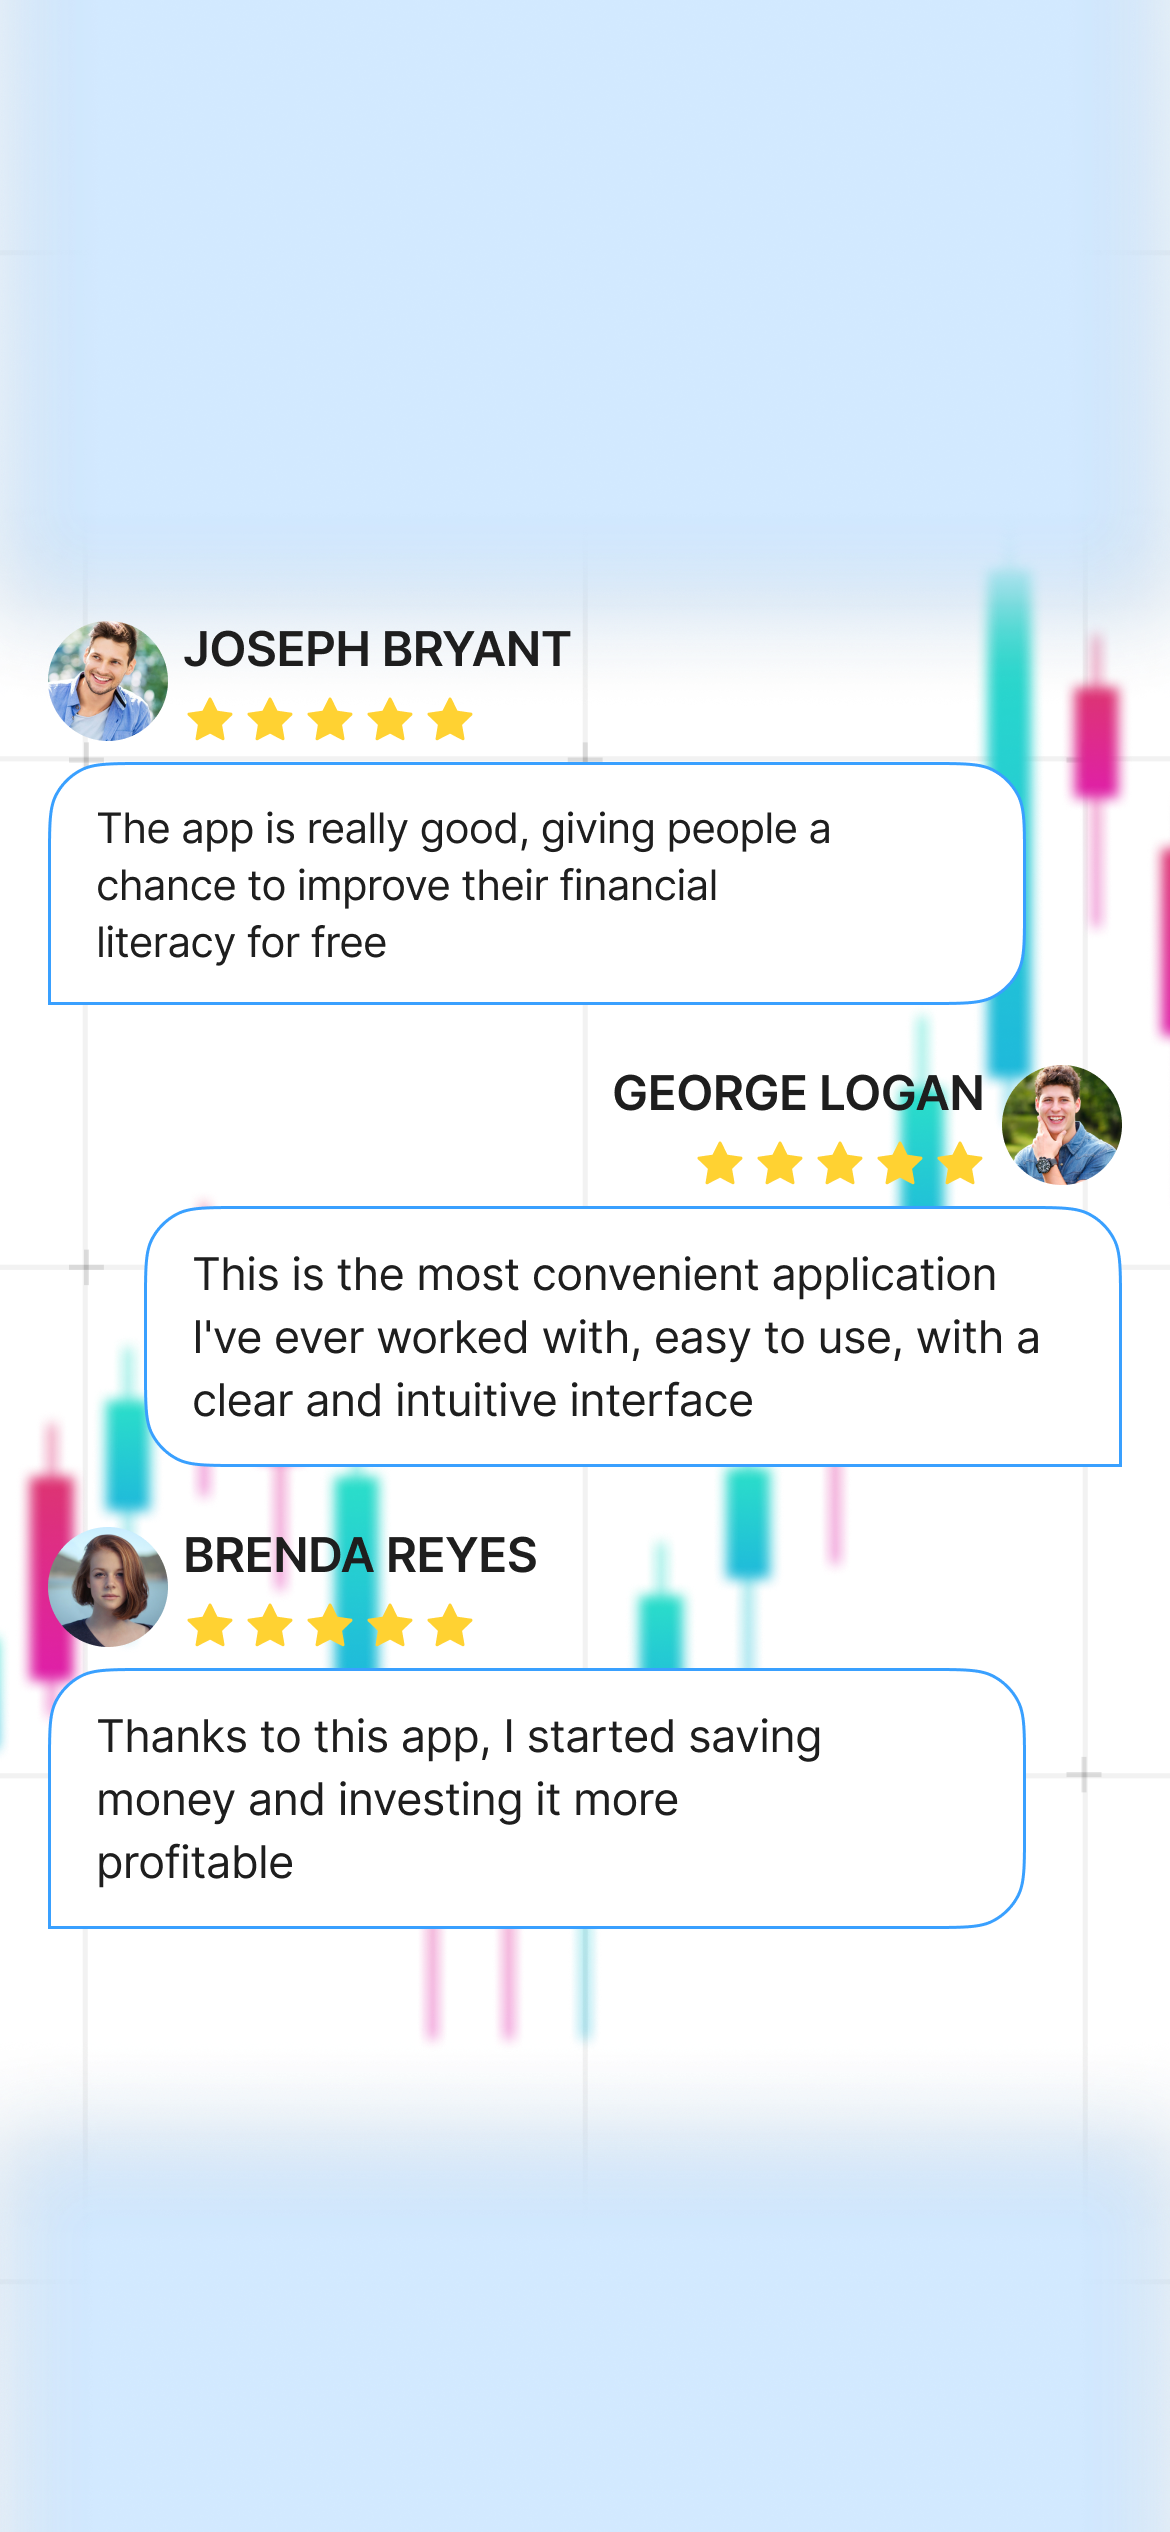 JOSEPH BRYANT
The app is really good, giving people a
chance to improve their financial
literacy for free
GEORGE LOGAN
This is the most convenient application
I've ever worked with, easy to use, with a
clear and intuitive interface
BRENDA REYES
Thanks to this app, I started saving
money and investing it more
profitable